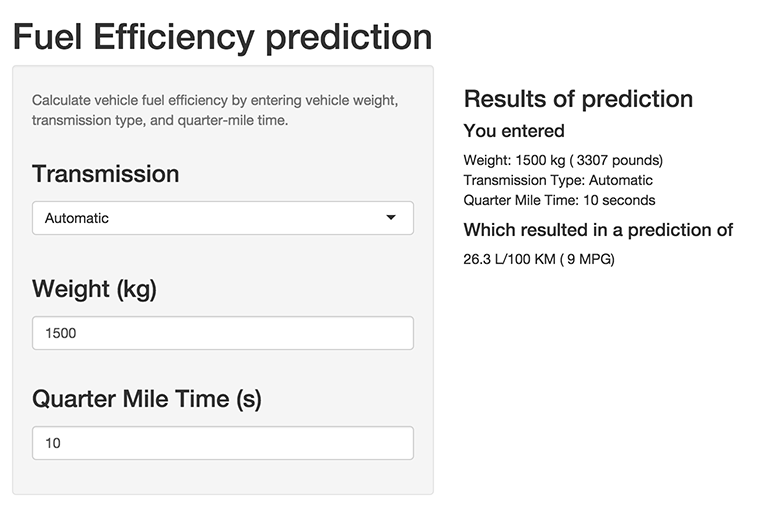 Fuel Efficiency prediction
Calculate vehicle fuel efficiency by entering vehicle weight,
transmission type, and quarter-mile time.
Transmission
Automatic
Weight (kg)
1500
Quarter Mile Time (s)
10
Results of prediction
You entered
Weight: 1500 kg ( 3307 pounds)
Transmission Type: Automatic
Quarter Mile Time: 10 seconds
Which resulted in a prediction of
26.3 L/100 KM ( 9 MPG)